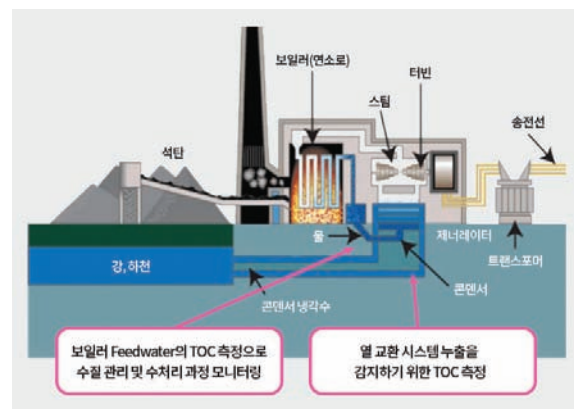 보일러(연소로)
터빈
스팀
송전선
석탄
물
제너레이터
트랜스포머
강, 하천
콘덴서
콘덴서 냉각수
보일러 Feedwater의 TOC 측정으로
수질 관리 및 수처리 과정 모니터링
열 교환 시스템 누출을
감지하기 위한 TOC 측정